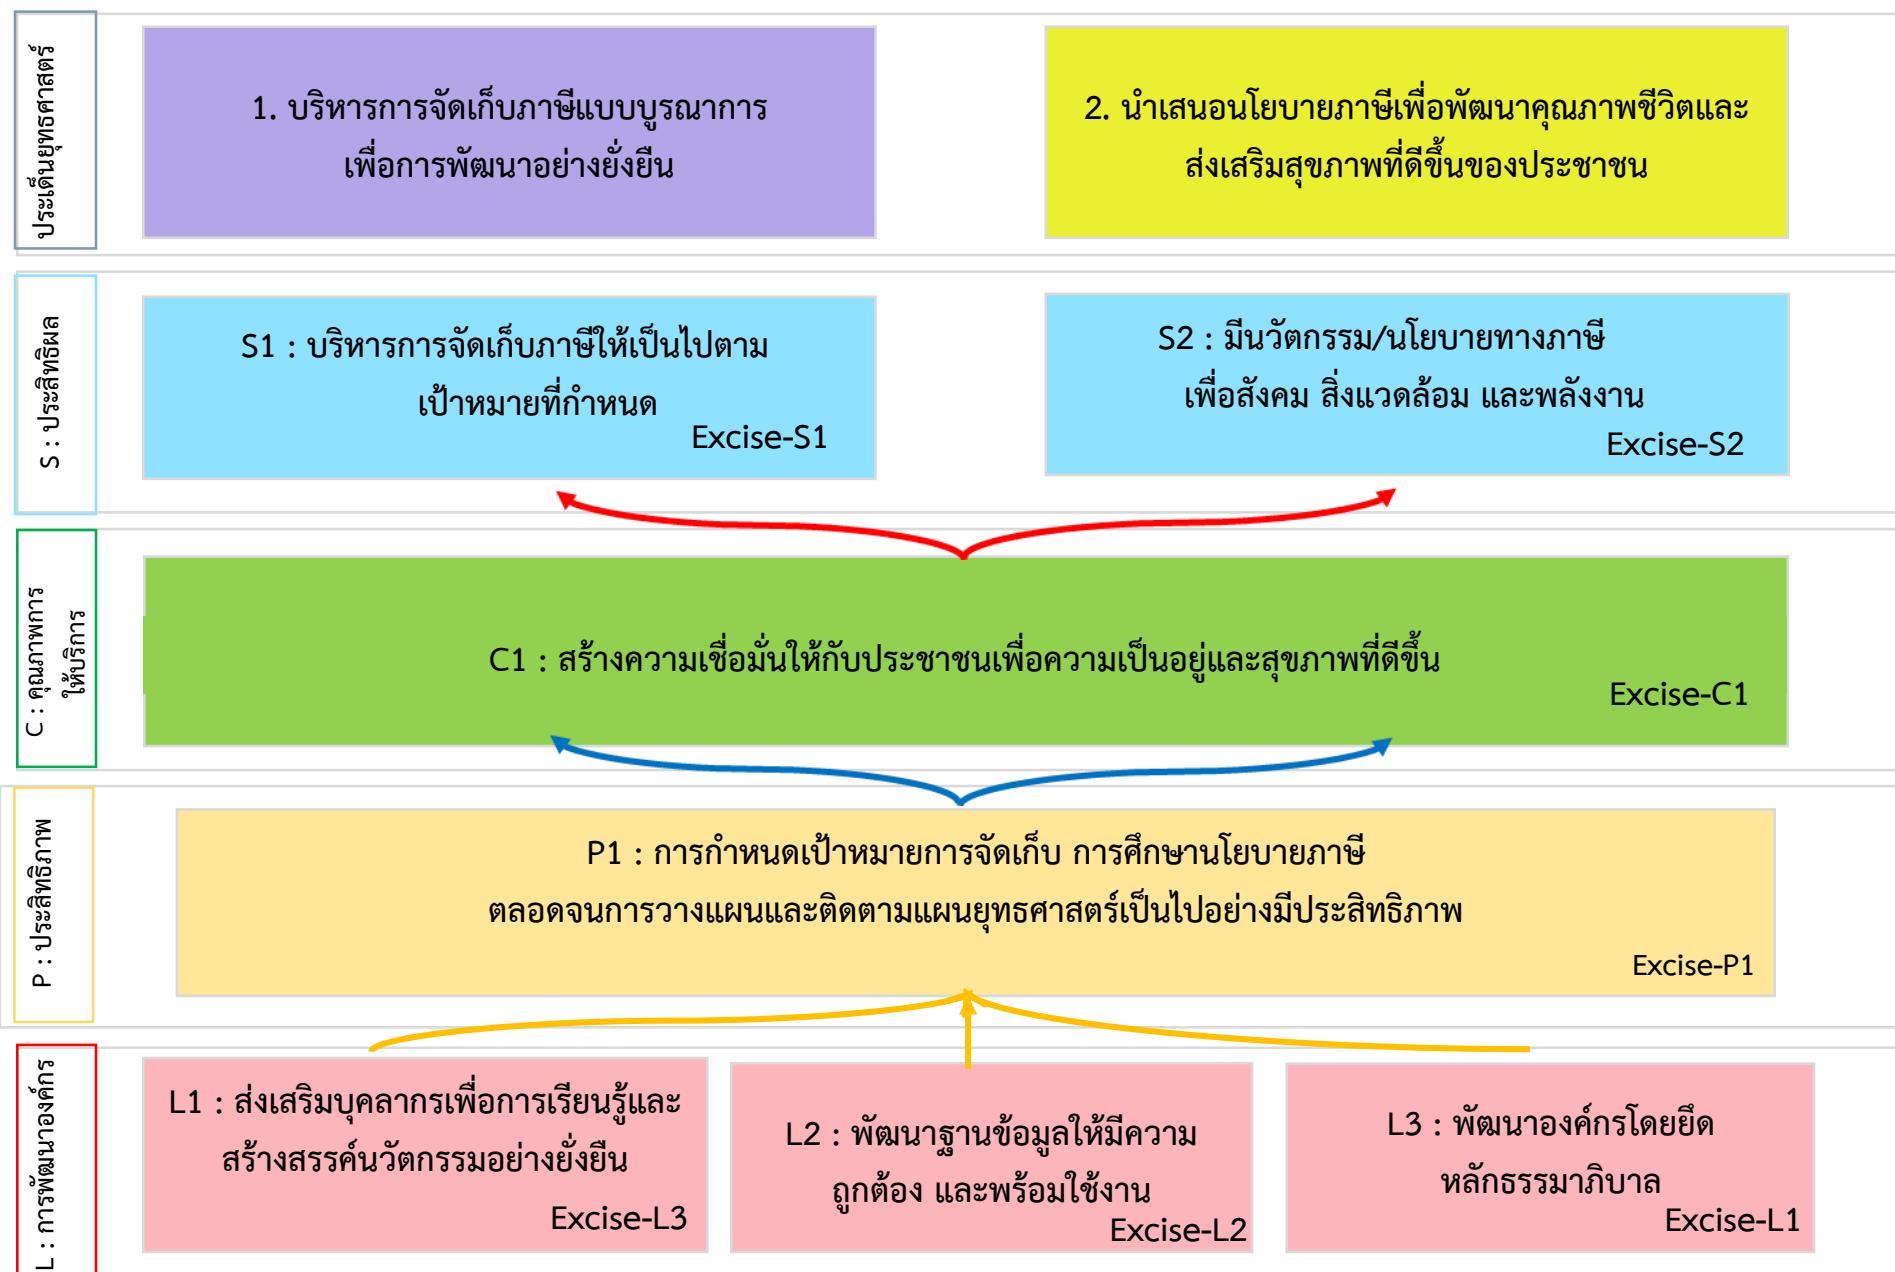 ประเด็นยุทธศาสตร์
1. บริหารการจัดเก็บภาษีแบบบูรณาการ
เพื่อการพัฒนาอย่างยั่งยืน
2. นำเสนอนโยบายภาษีเพื่อพัฒนาคุณภาพชีวิตและ
ส่งเสริมสุขภาพที่ดีขึ้นของประชาชน
S : ประสิทธิผล
S1 : บริหารการจัดเก็บภาษีให้เป็นไปตาม
เป้าหมายที่กำหนด
Excise-S1
S2 : มีนวัตกรรม/นโยบายทางภาษี
เพื่อสังคม สิ่งแวดล้อม และพลังงาน
Excise-S2
C : คุณภาพการ
ให้บริการ
C1 : สร้างความเชื่อมั่นให้กับประชาชนเพื่อความเป็นอยู่และสุขภาพที่ดีขึ้น
Excise-C1
P : ประสิทธิภาพ
P1 : การกำหนดเป้าหมายการจัดเก็บ การศึกษานโยบายภาษี
ตลอดจนการวางแผนและติดตามแผนยุทธศาสตร์เป็นไปอย่างมีประสิทธิภาพ
Excise-P1
L : การพัฒนาองค์กร
L1 : ส่งเสริมบุคลากรเพื่อการเรียนรู้และ
สร้างสรรค์นวัตกรรมอย่างยั่งยืน
Excise-L3
L2 : พัฒนาฐานข้อมูลให้มีความ
ถูกต้อง และพร้อมใช้งาน
Excise-L2
L3 : พัฒนาองค์กรโดยยึด
หลักธรรมาภิบาล
Excise-L1